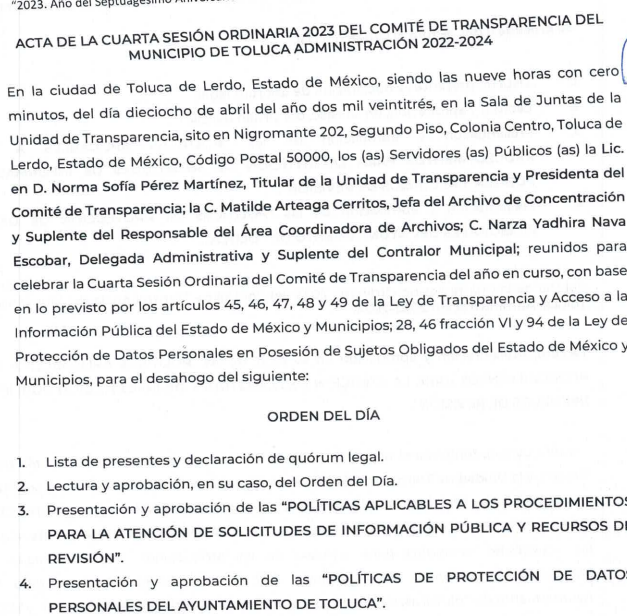 "2023. Año del Septuagésimo
ACTA DE LA CUARTA SESIÓN ORDINARIA 2023 DEL COMITÉ DE TRANSPARENCIA DEL
MUNICIPIO DE TOLUCA ADMINISTRACIÓN 2022-2024
En la ciudad de Toluca de Lerdo, Estado de México, siendo las nueve horas con cero
minutos, del día dieciocho de abril del año dos mil veintitrés, en la Sala de Juntas de la
Unidad de Transparencia, sito en Nigromante 202, Segundo Piso, Colonia Centro, Toluca de
Lerdo, Estado de México, Código Postal 50000, los (as) Servidores (as) Públicos (as) la Lic.
en D. Norma Sofía Pérez Martínez, Titular de la Unidad de Transparencia y Presidenta del
Comité de Transparencia; la C. Matilde Arteaga Cerritos, Jefa del Archivo de Concentración
y Suplente del Responsable del Área Coordinadora de Archivos; C. Narza Yadhira Nava
Escobar, Delegada Administrativa y Suplente del Contralor Municipal; reunidos para
celebrar la Cuarta Sesión Ordinaria del Comité de Transparencia del año en curso, con base
en lo previsto por los artículos 45, 46, 47, 48 y 49 de la Ley de Transparencia y Acceso a la
Información Pública del Estado de México y Municipios; 28, 46 fracción VI y 94 de la Ley de
Protección de Datos Personales en Posesión de Sujetos Obligados del Estado de México y
Municipios, para el desahogo del siguiente:
ORDEN DEL DÍA
1. Lista de presentes y declaración de quórum legal.
2. Lectura y aprobación, en su caso, del Orden del Día.
3. Presentación y aprobación de las "POLÍTICAS APLICABLES A LOS PROCEDIMIENTOS
PARA LA ATENCIÓN DE SOLICITUDES DE INFORMACIÓN PÚBLICA Y RECURSOS DE
REVISIÓN".
4. Presentación y aprobación de las "POLÍTICAS DE PROTECCIÓN DE DATOS
PERSONALES DEL AYUNTAMIENTO DE TOLUCA".